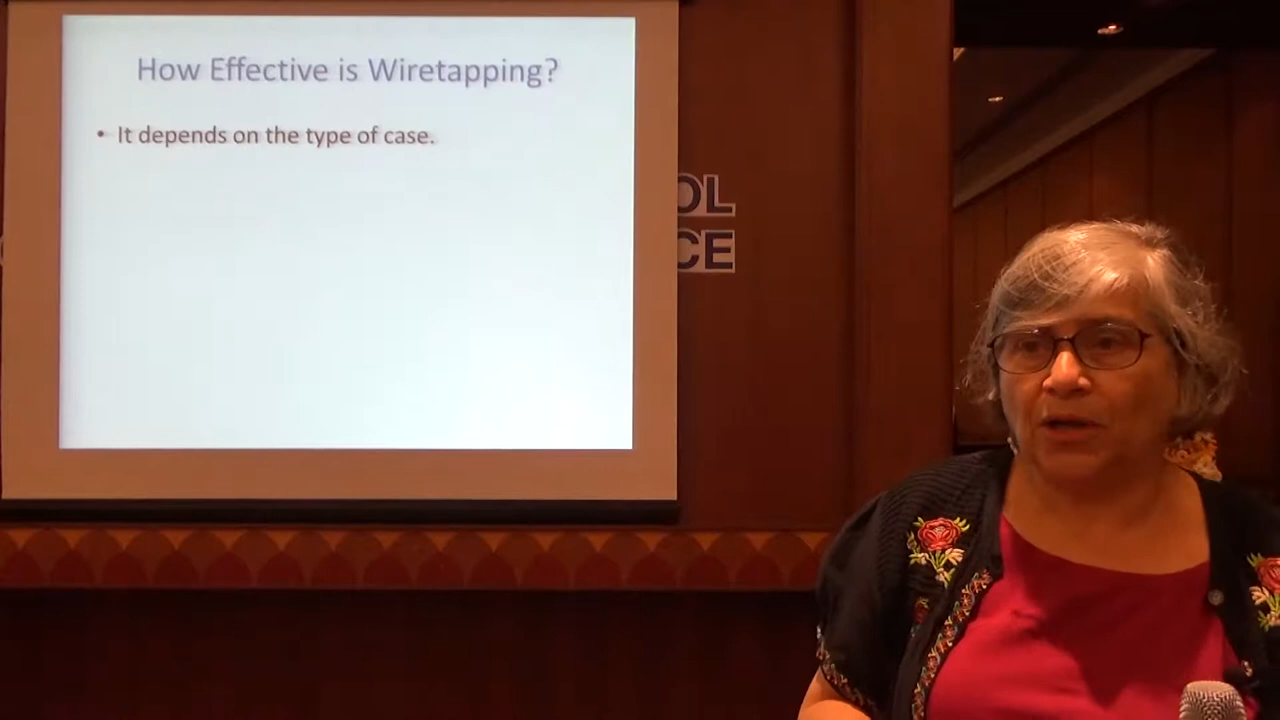 How Effective is Wiretapping?
• It depends on the type of case.
OL
CE